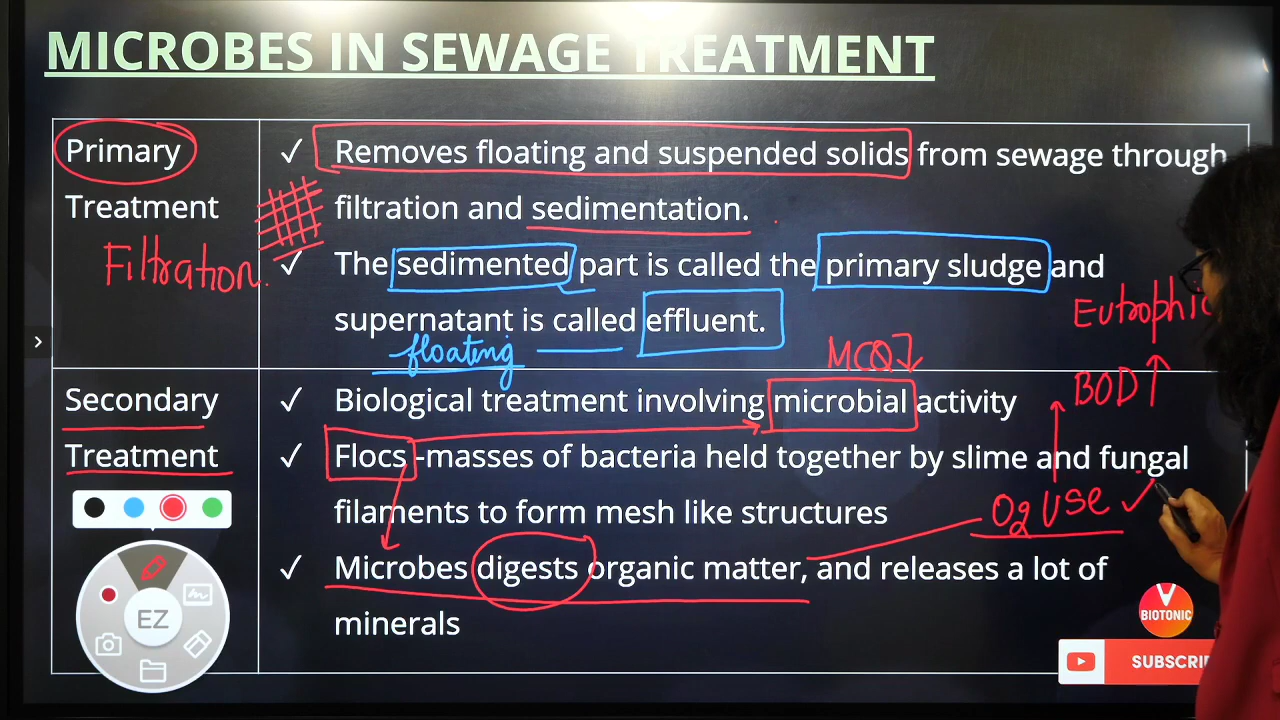 MICROBES IN SEWAGE TREATMENT
Primary
Treatment
Filtration.
✓ Removes floating and suspended solids from sewage through
filtration and sedimentation.
✓ The sedimented part is called the primary sludge and
supernatant is called effluent.
floating
MCQ
Eutrophic
BOD ↑
Secondary
Treatment
✓ Biological treatment involving microbial activity
✓ Flocs -masses of bacteria held together by slime and fungal
filaments to form mesh like structures
O2 use ✓
✓ Microbes digests organic matter, and releases a lot of
minerals
EZ
V
BIOTONIC
SUBSCRI